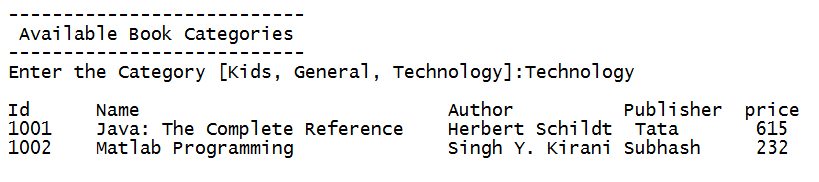 ---------------------------
 Available Book Categories
---------------------------
Enter the Category [Kids, General, Technology]:Technology
Id      Name                            Author          Publisher  price
1001    Java: The Complete Reference    Herbert Schildt  Tata       615
1002    Matlab Programming              Singh Y. Kirani Subhash     232